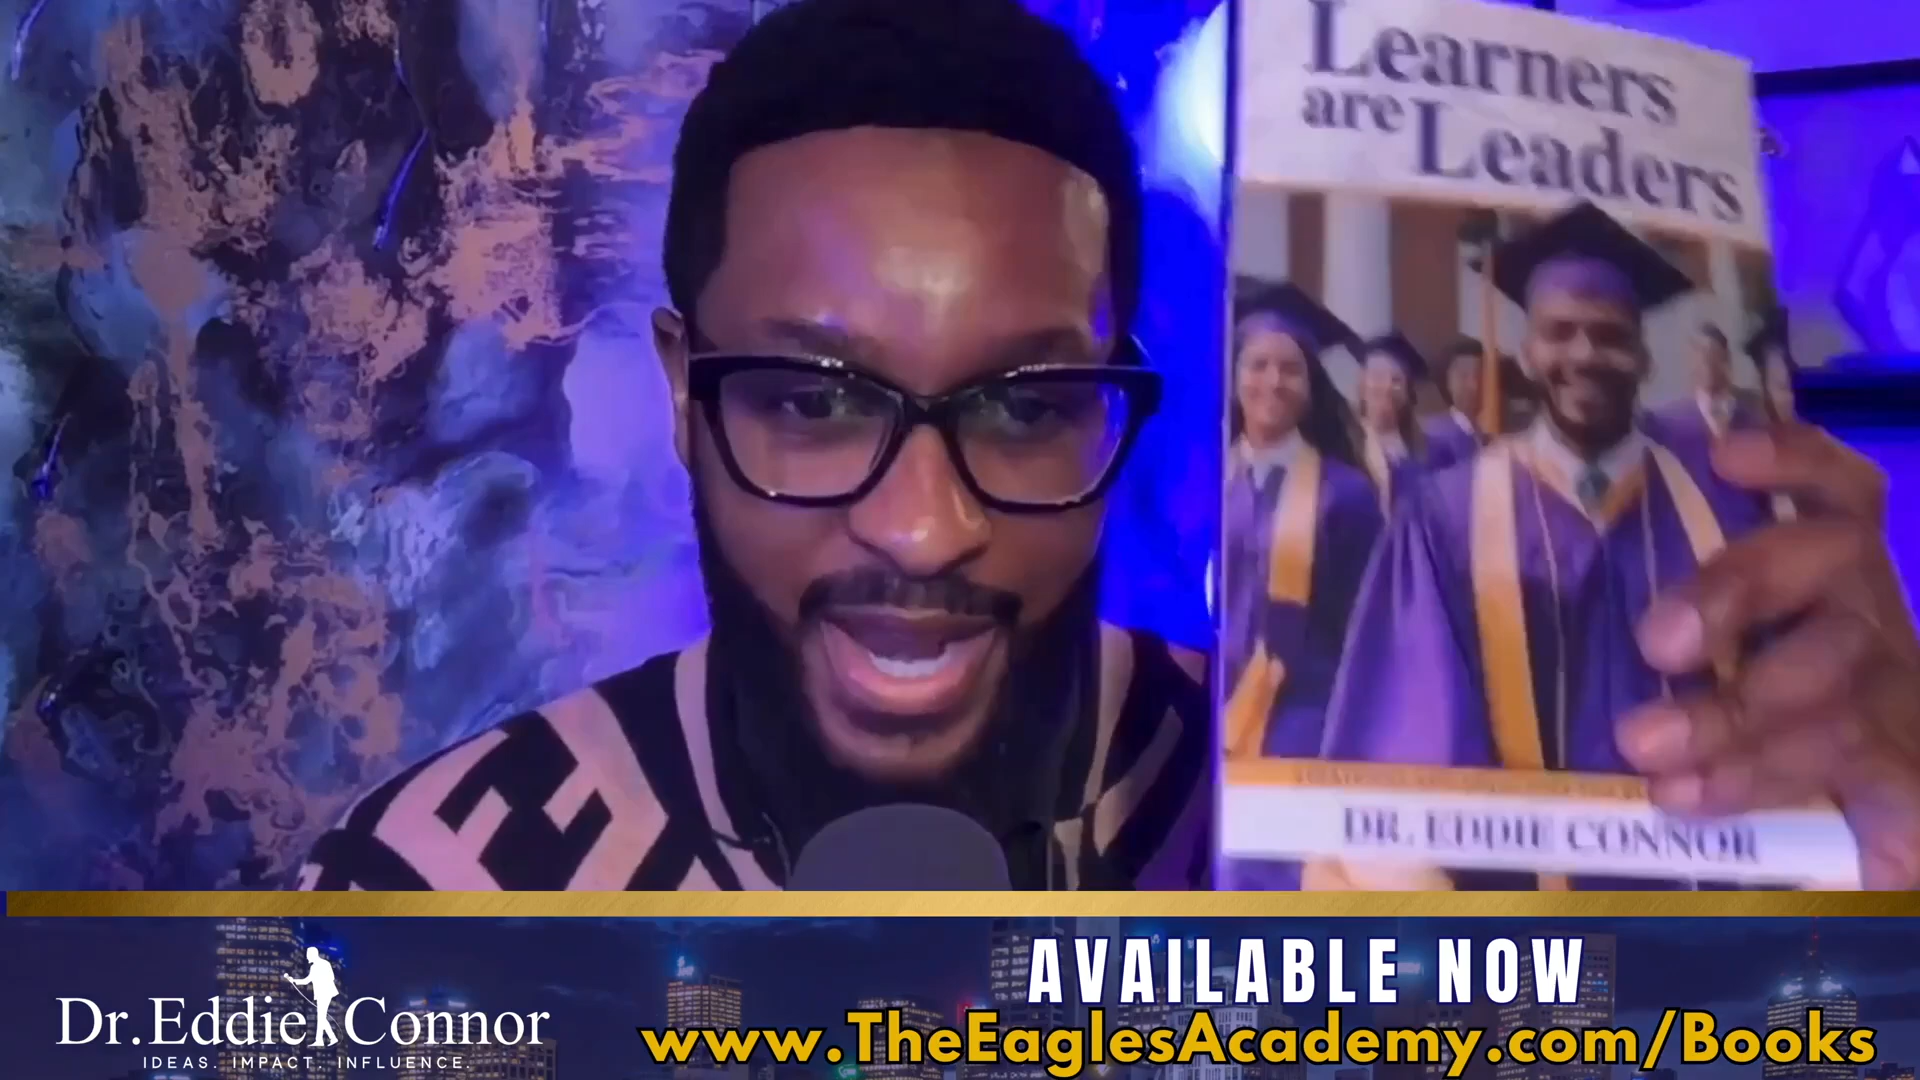 Learners
are Leaders
DR. EDDIE CONNOR
AVAILABLE NOW
www.TheEaglesAcademy.com/Books
Dr. Eddie Connor
IDEAS. IMPACT. INFLUENCE.